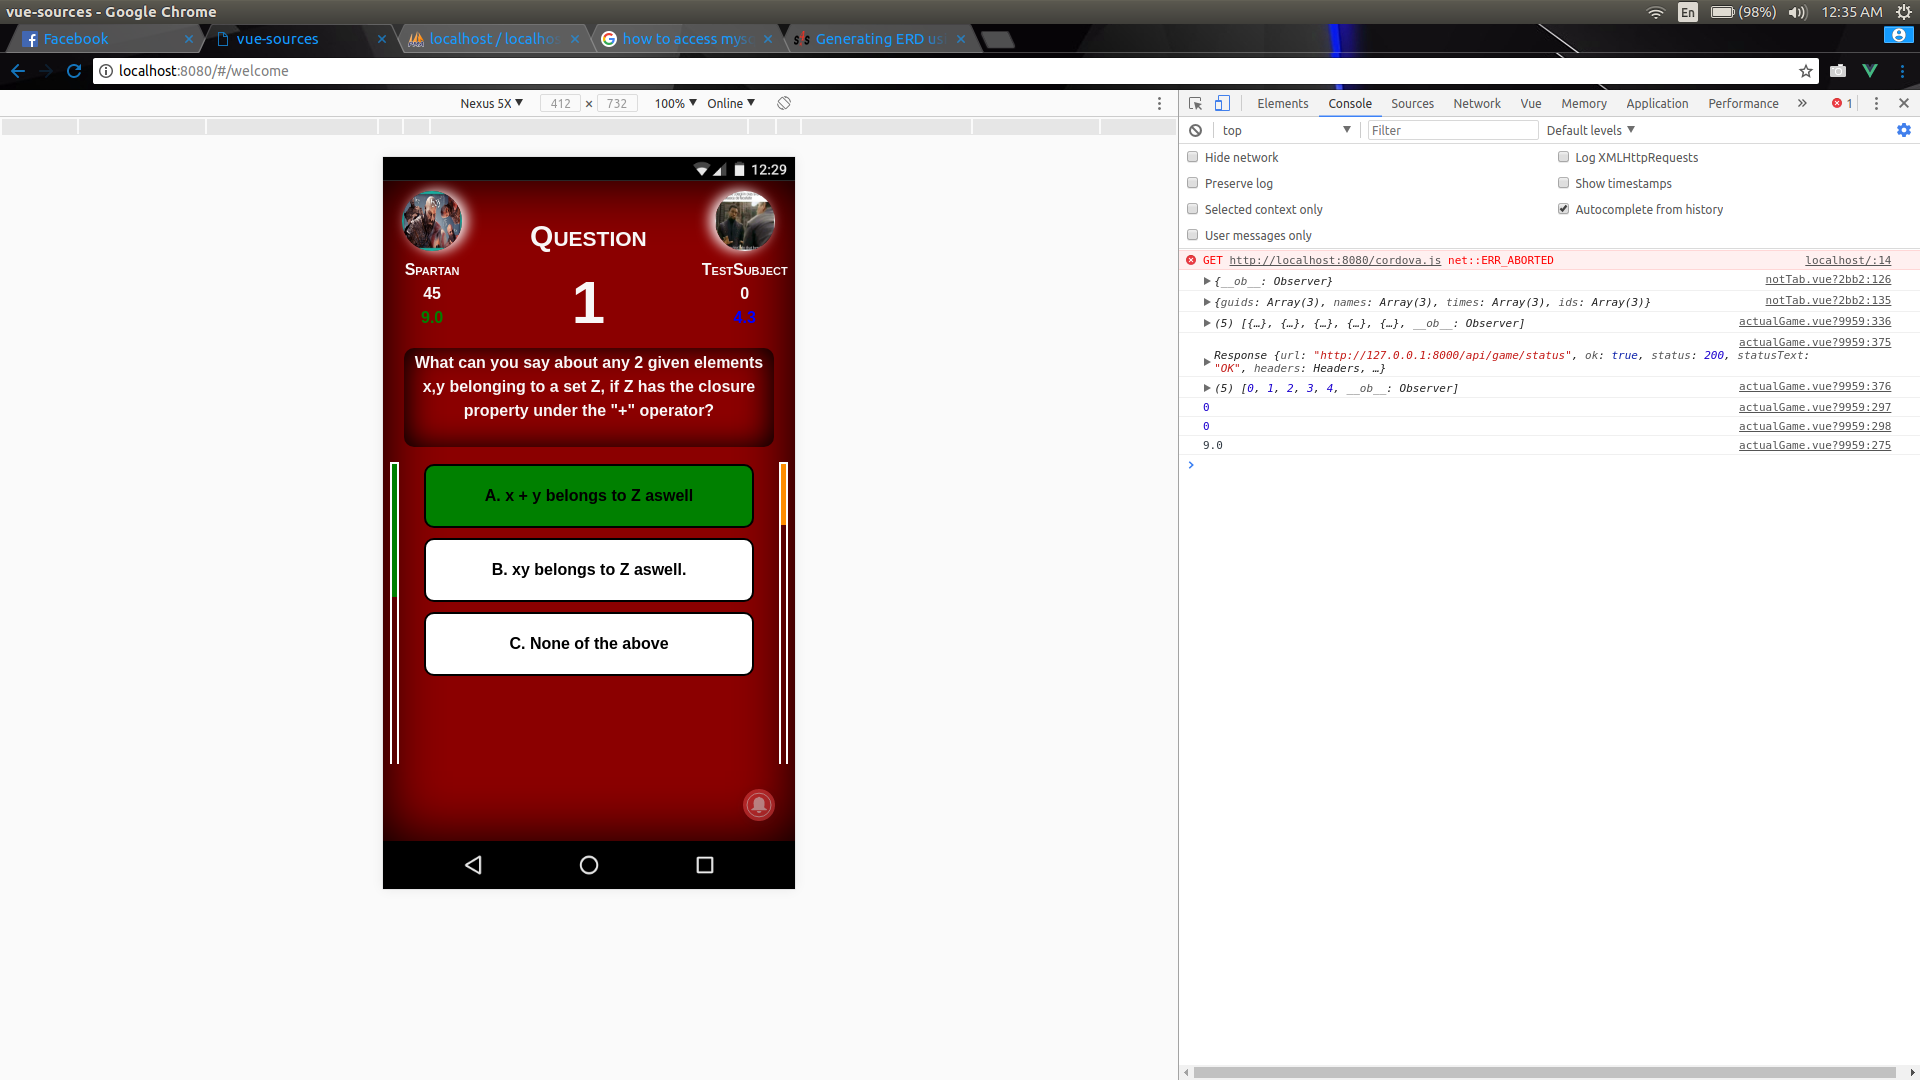 vue-sources - Google Chrome
En (98%) 12:35 AM
Facebook
vue-sources
localhost / localhos
how to access myso
Generating ERD us
localhost:8080/#/welcome
Nexus 5X 412 × 732 100% Online
Elements Console Sources Network Vue Memory Application Performance » 1
top Filter Default levels
Hide network
Log XMLHttpRequests
Preserve log
Show timestamps
Selected context only
Autocomplete from history
User messages only
GET http://localhost:8080/cordova.js net::ERR_ABORTED localhost/:14
{__ob__: Observer} notTab.vue?2bb2:126
{guids: Array(3), names: Array(3), times: Array(3), ids: Array(3)} notTab.vue?2bb2:135
(5) [{…}, {…}, {…}, {…}, {…}, __ob__: Observer] actualGame.vue?9959:336
actualGame.vue?9959:375
Response {url: "http://127.0.0.1:8000/api/game/status", ok: true, status: 200, statusText:
"OK", headers: Headers, …}
(5) [0, 1, 2, 3, 4, __ob__: Observer] actualGame.vue?9959:376
0 actualGame.vue?9959:297
0 actualGame.vue?9959:298
9.0 actualGame.vue?9959:275
12:29
Question
Spartan
TestSubject
45
1
0
9.0
4.3
What can you say about any 2 given elements
x,y belonging to a set Z, if Z has the closure
property under the "+" operator?
A. x + y belongs to Z aswell
B. xy belongs to Z aswell.
C. None of the above